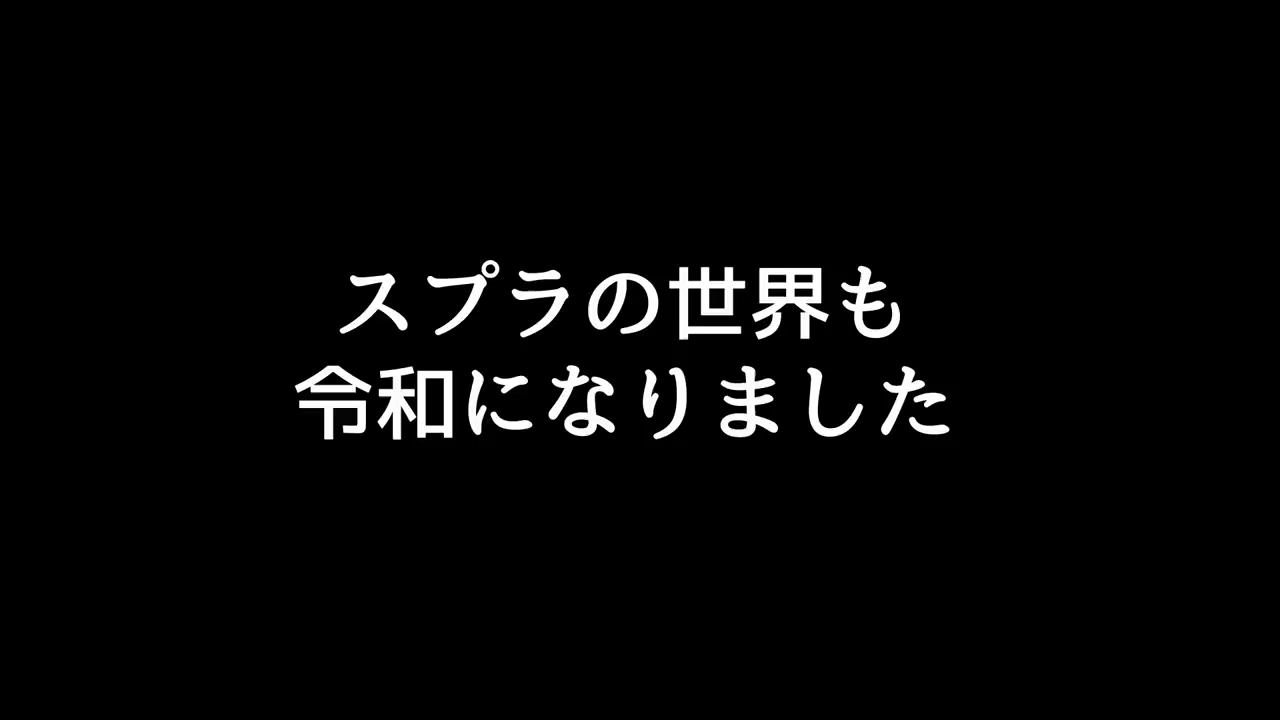 スプラの世界も
令和になりました